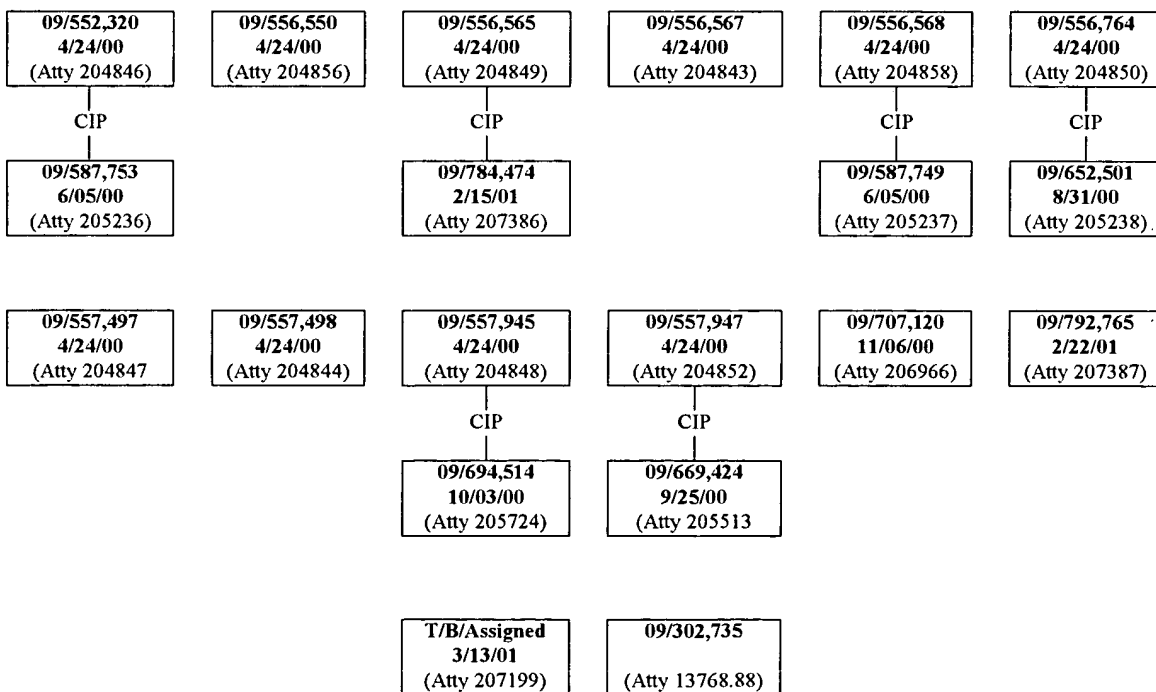 09/552,320
4/24/00
(Atty 204846)
09/556,550
4/24/00
(Atty 204856)
09/556,565
4/24/00
(Atty 204849)
09/556,567
4/24/00
(Atty 204843)
09/556,568
4/24/00
(Atty 204858)
09/556,764
4/24/00
(Atty 204850)
CIP
CIP
CIP
CIP
09/587,753
6/05/00
(Atty 205236)
09/784,474
2/15/01
(Atty 207386)
09/587,749
6/05/00
(Atty 205237)
09/652,501
8/31/00
(Atty 205238)
09/557,497
4/24/00
(Atty 204847
09/557,498
4/24/00
(Atty 204844)
09/557,945
4/24/00
(Atty 204848)
09/557,947
4/24/00
(Atty 204852)
09/707,120
11/06/00
(Atty 206966)
09/792,765
2/22/01
(Atty 207387)
CIP
CIP
09/694,514
10/03/00
(Atty 205724)
09/669,424
9/25/00
(Atty 205513
T/B/Assigned
3/13/01
(Atty 207199)
09/302,735
(Atty 13768.88)